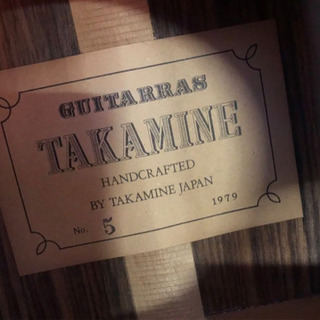 GUITARRAS
TAKAMINE
HANDCRAFTED
BY TAKAMINE JAPAN
No. 5 1979